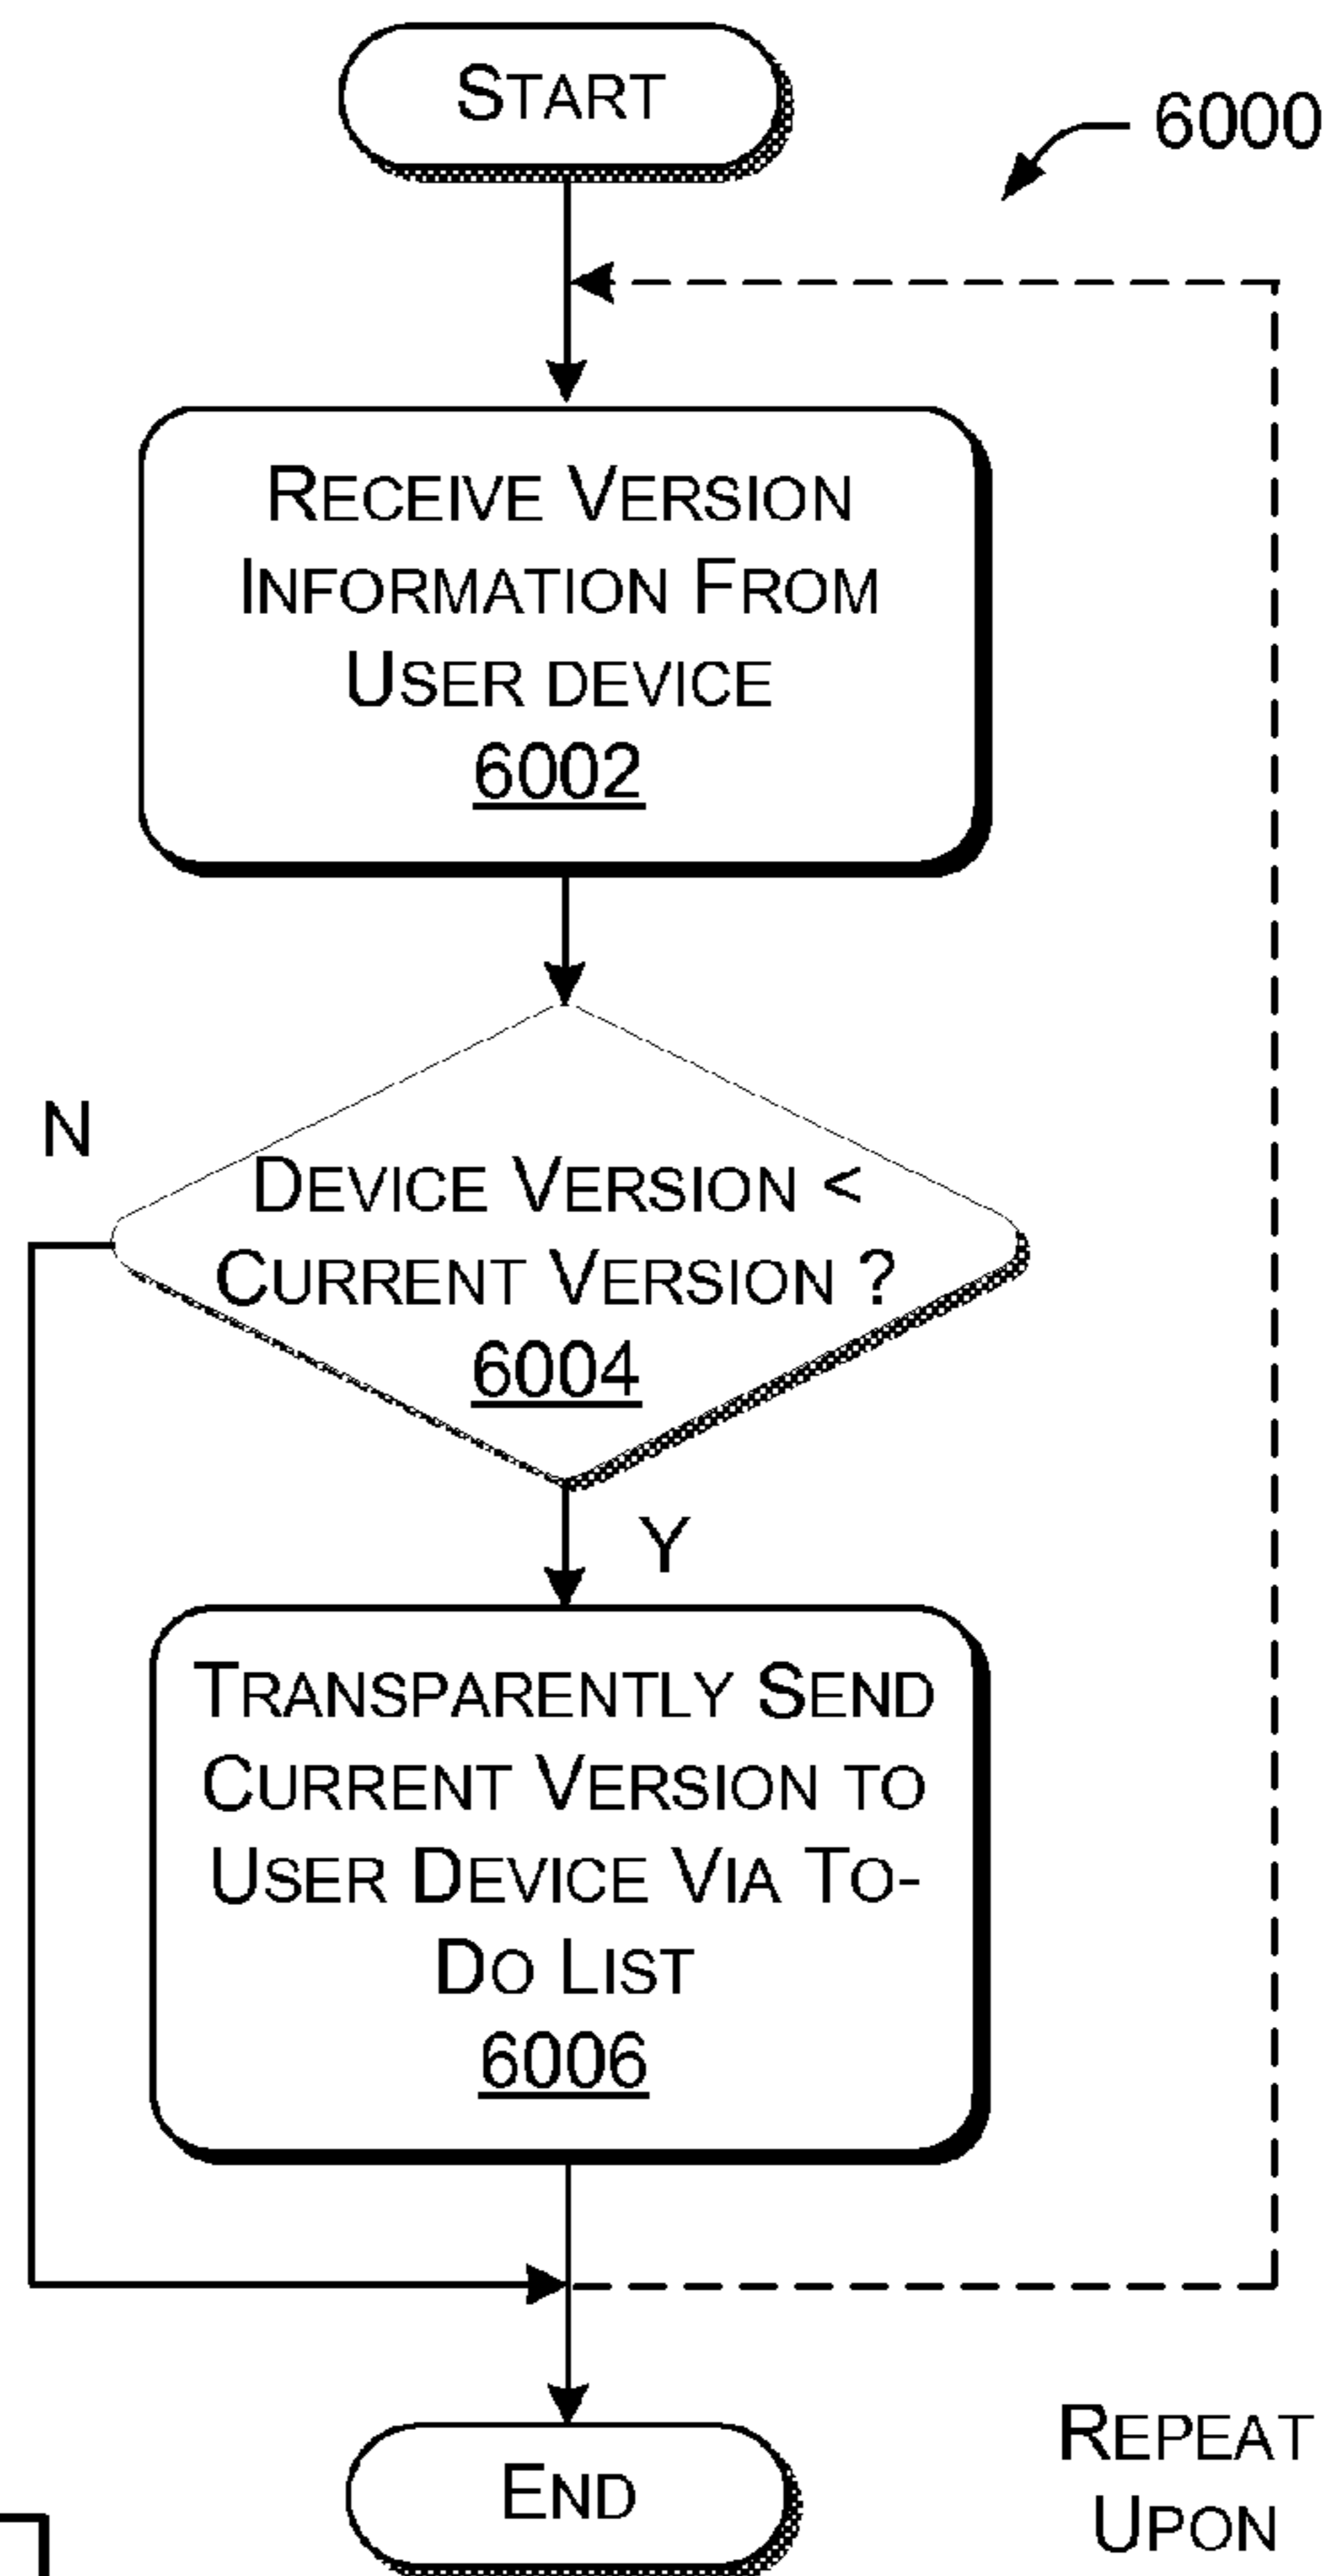 START
6000
RECEIVE VERSION
INFORMATION FROM
USER DEVICE
6002
N
DEVICE VERSION <
CURRENT VERSION ?
6004
Y
TRANSPARENTLY SEND
CURRENT VERSION TO
USER DEVICE VIA TO-
DO LIST
6006
END
REPEAT
UPON